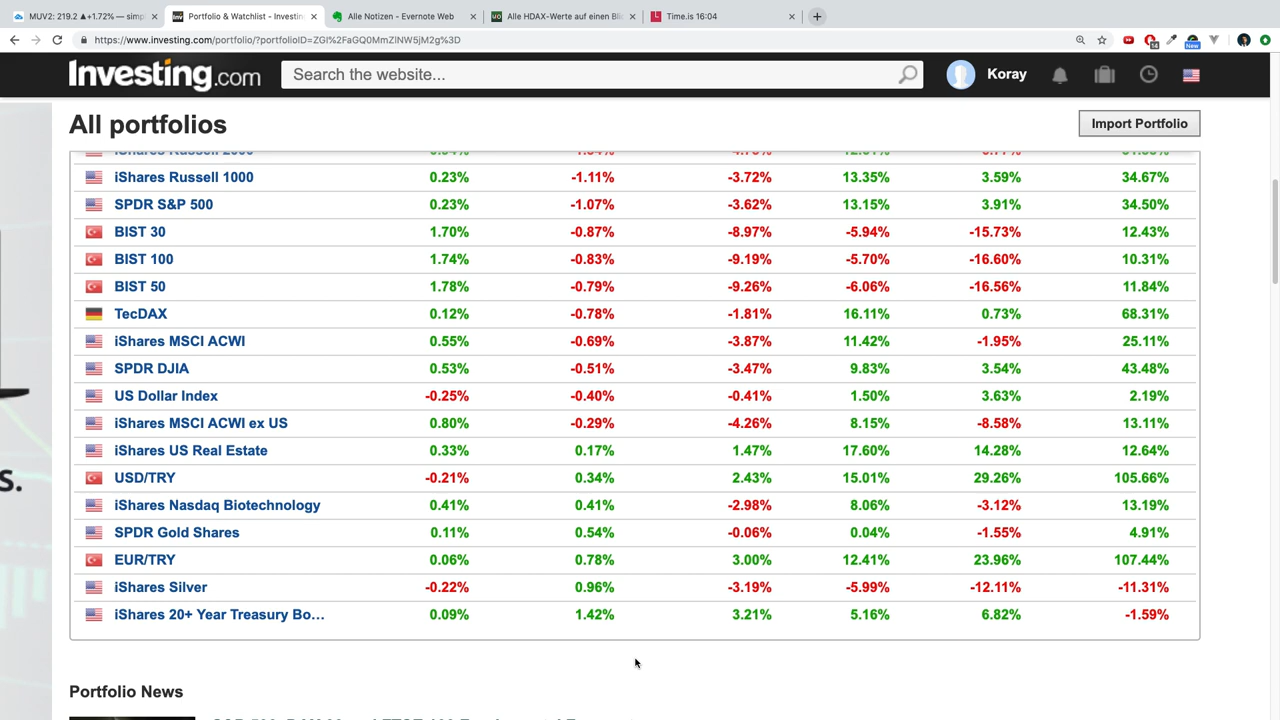 MUV2: 219.2 ▲+1.72% — simp
Portfolio & Watchlist - Investin
Alle Notizen - Evernote Web
Alle HDAX-Werte auf einen Bli
Time.is 16:04
https://www.investing.com/portfolio/?portfolioID=ZGI%2FaGQ0MmZlNW5jM2g%3D
New
Investing.com
Search the website...
Koray
All portfolios
Import Portfolio
iShares Russell 2000
iShares Russell 1000 0.23% -1.11% -3.72% 13.35% 3.59% 34.67%
SPDR S&P 500 0.23% -1.07% -3.62% 13.15% 3.91% 34.50%
BIST 30 1.70% -0.87% -8.97% -5.94% -15.73% 12.43%
BIST 100 1.74% -0.83% -9.19% -5.70% -16.60% 10.31%
BIST 50 1.78% -0.79% -9.26% -6.06% -16.56% 11.84%
TecDAX 0.12% -0.78% -1.81% 16.11% 0.73% 68.31%
iShares MSCI ACWI 0.55% -0.69% -3.87% 11.42% -1.95% 25.11%
SPDR DJIA 0.53% -0.51% -3.47% 9.83% 3.54% 43.48%
US Dollar Index -0.25% -0.40% -0.41% 1.50% 3.63% 2.19%
iShares MSCI ACWI ex US 0.80% -0.29% -4.26% 8.15% -8.58% 13.11%
iShares US Real Estate 0.33% 0.17% 1.47% 17.60% 14.28% 12.64%
s.
USD/TRY -0.21% 0.34% 2.43% 15.01% 29.26% 105.66%
iShares Nasdaq Biotechnology 0.41% 0.41% -2.98% 8.06% -3.12% 13.19%
SPDR Gold Shares 0.11% 0.54% -0.06% 0.04% -1.55% 4.91%
EUR/TRY 0.06% 0.78% 3.00% 12.41% 23.96% 107.44%
iShares Silver -0.22% 0.96% -3.19% -5.99% -12.11% -11.31%
iShares 20+ Year Treasury Bo... 0.09% 1.42% 3.21% 5.16% 6.82% -1.59%
Portfolio News